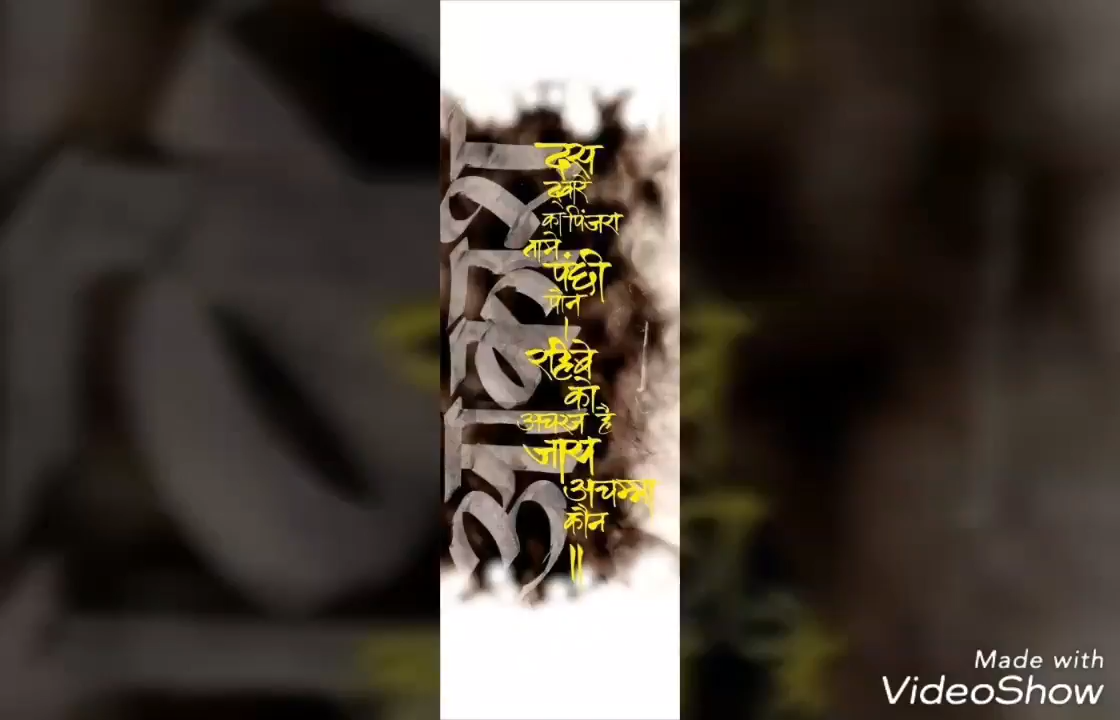 दस
द्वारे
का पिंजरा
तामे
पंछी
पौन
।
रहिबे
को
अचरज है
जाय
अचम्भा
कौन
॥
Made with
VideoShow